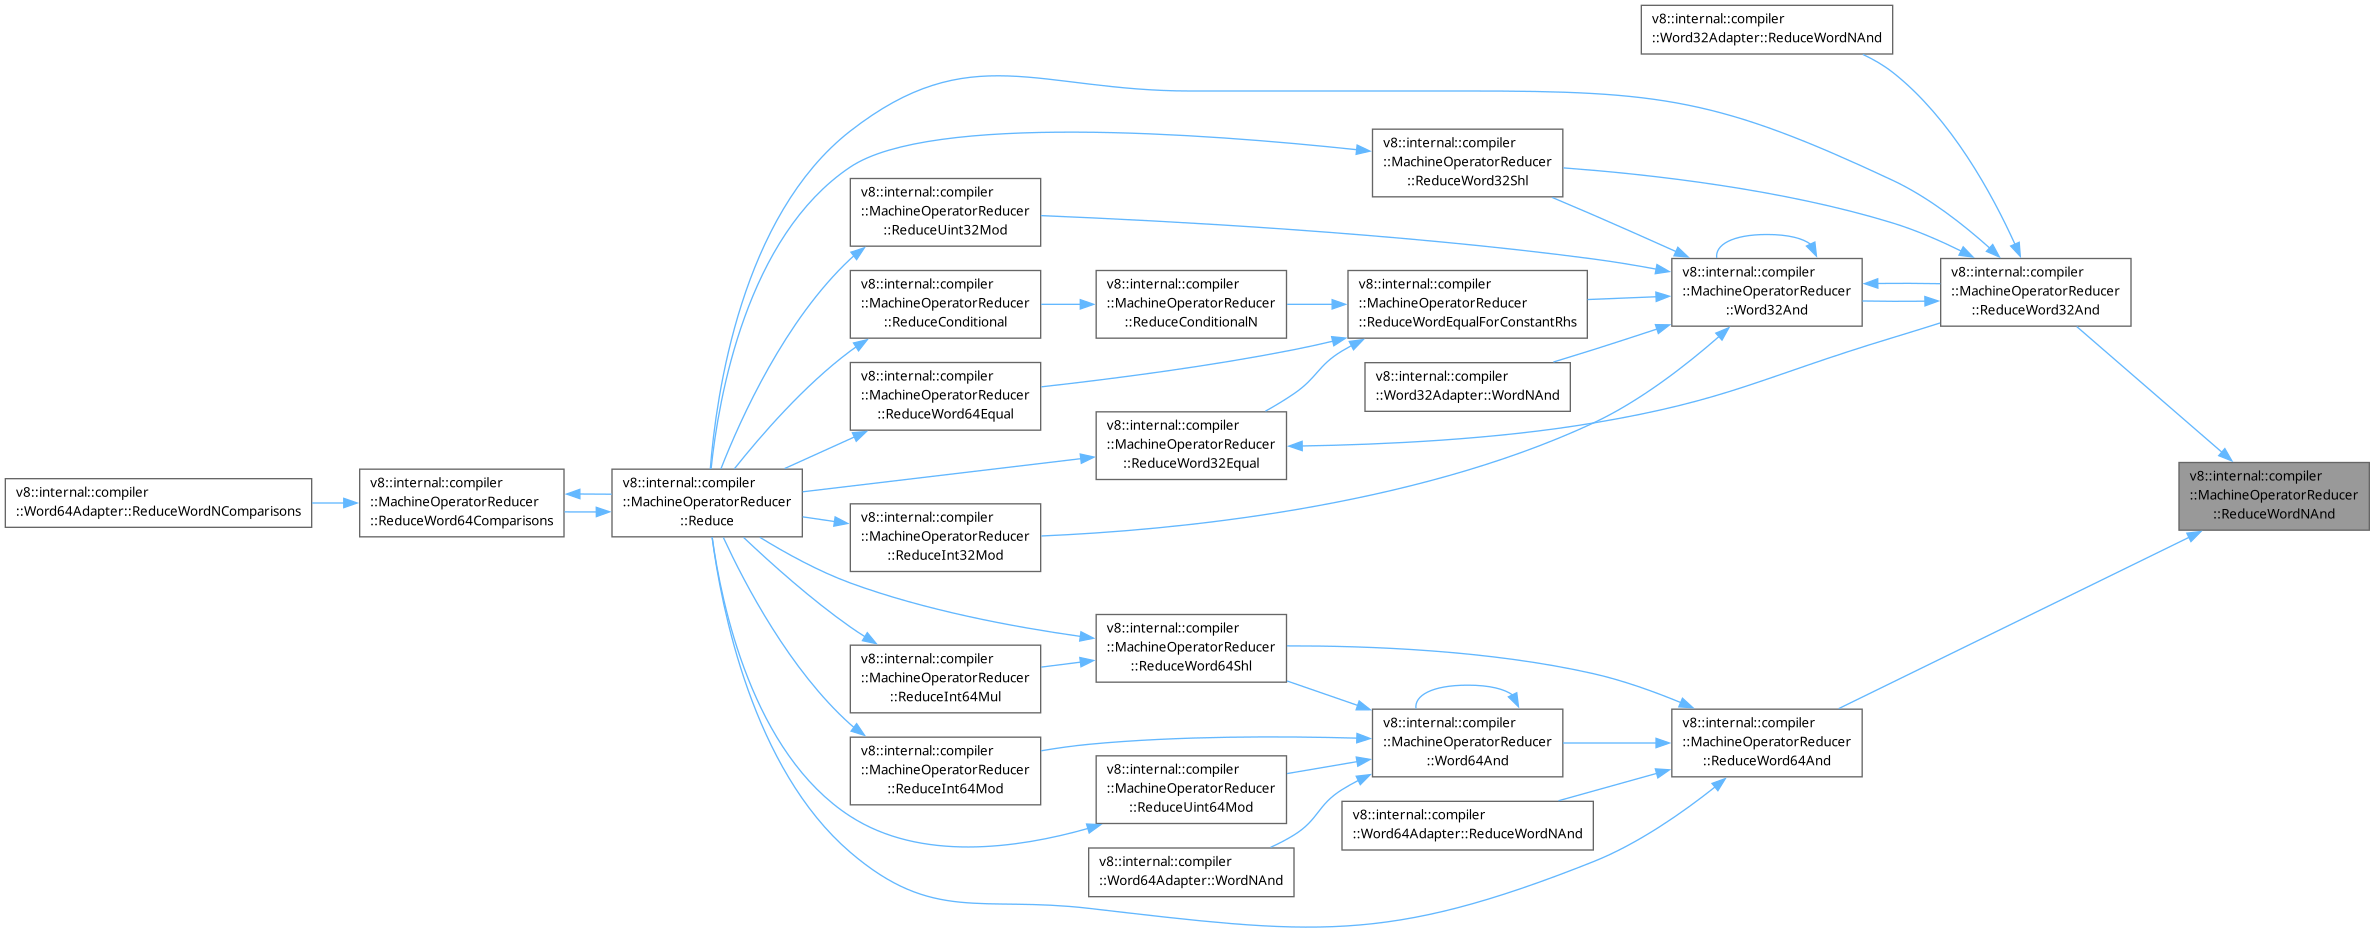 v8::internal::compiler
::Word32Adapter::ReduceWordNAnd
v8::internal::compiler
::MachineOperatorReducer
::ReduceWord32Shl
v8::internal::compiler
::MachineOperatorReducer
::ReduceUint32Mod
v8::internal::compiler
::MachineOperatorReducer
::ReduceConditional
v8::internal::compiler
::MachineOperatorReducer
::ReduceConditionalN
v8::internal::compiler
::MachineOperatorReducer
::ReduceWordEqualForConstantRhs
v8::internal::compiler
::MachineOperatorReducer
::Word32And
v8::internal::compiler
::MachineOperatorReducer
::ReduceWord32And
v8::internal::compiler
::MachineOperatorReducer
::ReduceWord64Equal
v8::internal::compiler
::Word32Adapter::WordNAnd
v8::internal::compiler
::MachineOperatorReducer
::ReduceWord32Equal
v8::internal::compiler
::Word64Adapter::ReduceWordNComparisons
v8::internal::compiler
::MachineOperatorReducer
::ReduceWord64Comparisons
v8::internal::compiler
::MachineOperatorReducer
::Reduce
v8::internal::compiler
::MachineOperatorReducer
::ReduceInt32Mod
v8::internal::compiler
::MachineOperatorReducer
::ReduceWordNAnd
v8::internal::compiler
::MachineOperatorReducer
::ReduceWord64Shl
v8::internal::compiler
::MachineOperatorReducer
::ReduceInt64Mul
v8::internal::compiler
::MachineOperatorReducer
::ReduceInt64Mod
v8::internal::compiler
::MachineOperatorReducer
::Word64And
v8::internal::compiler
::MachineOperatorReducer
::ReduceWord64And
v8::internal::compiler
::MachineOperatorReducer
::ReduceUint64Mod
v8::internal::compiler
::Word64Adapter::ReduceWordNAnd
v8::internal::compiler
::Word64Adapter::WordNAnd